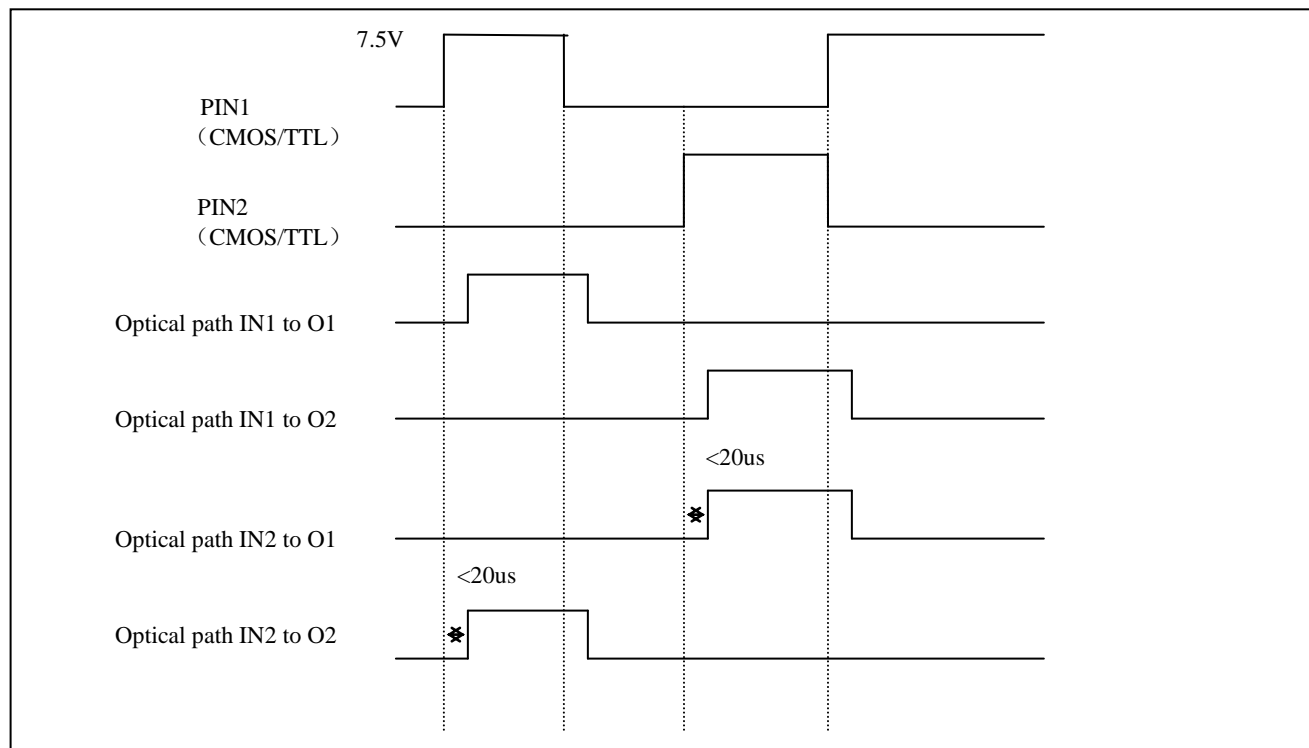 7.5V
PIN1
（CMOS/TTL）
PIN2
（CMOS/TTL）
Optical path IN1 to O1
Optical path IN1 to O2
<20us
Optical path IN2 to O1
<20us
Optical path IN2 to O2